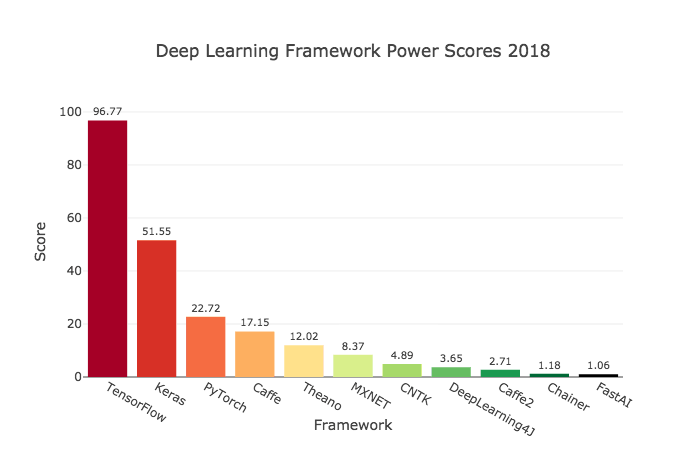 Deep Learning Framework Power Scores 2018
Score
100
80
60
40
20
0
96.77
51.55
22.72
17.15
12.02
8.37
4.89
3.65
2.71
1.18
1.06
TensorFlow
Keras
PyTorch
Caffe
Theano
MXNET
CNTK
DeepLearning4J
Caffe2
Chainer
FastAI
Framework